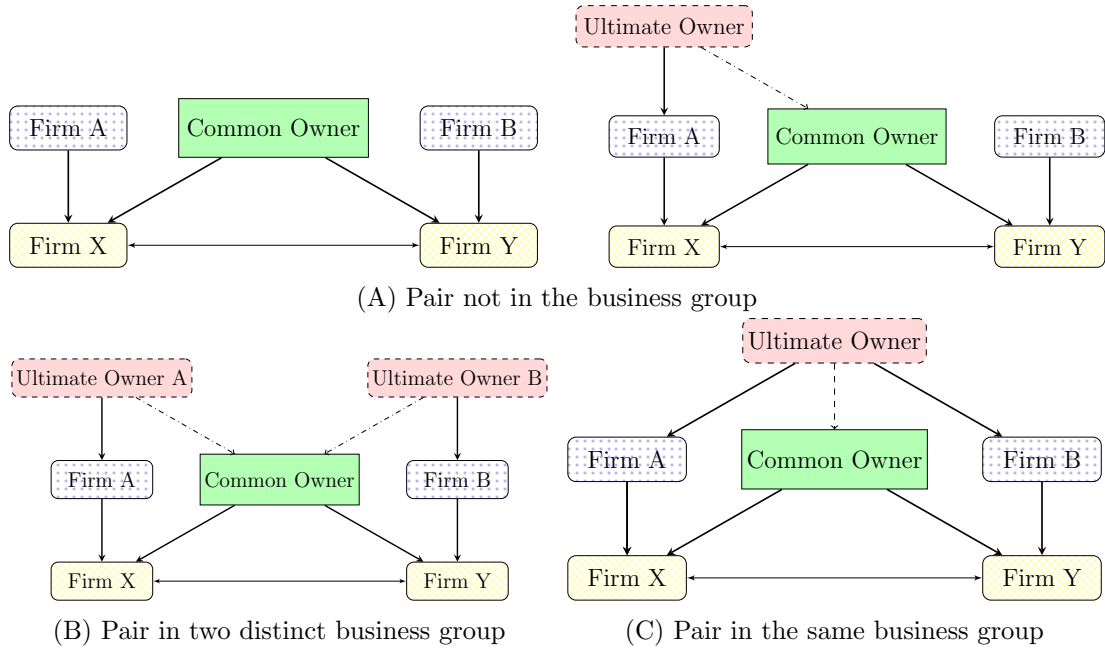 Ultimate Owner
Firm A
Common Owner
Firm B
Firm X
Firm Y
Firm A
Common Owner
Firm B
Firm X
Firm Y
(A) Pair not in the business group
Ultimate Owner A
Ultimate Owner B
Firm A
Common Owner
Firm B
Firm X
Firm Y
(B) Pair in two distinct business group
Ultimate Owner
Firm A
Common Owner
Firm B
Firm X
Firm Y
(C) Pair in the same business group